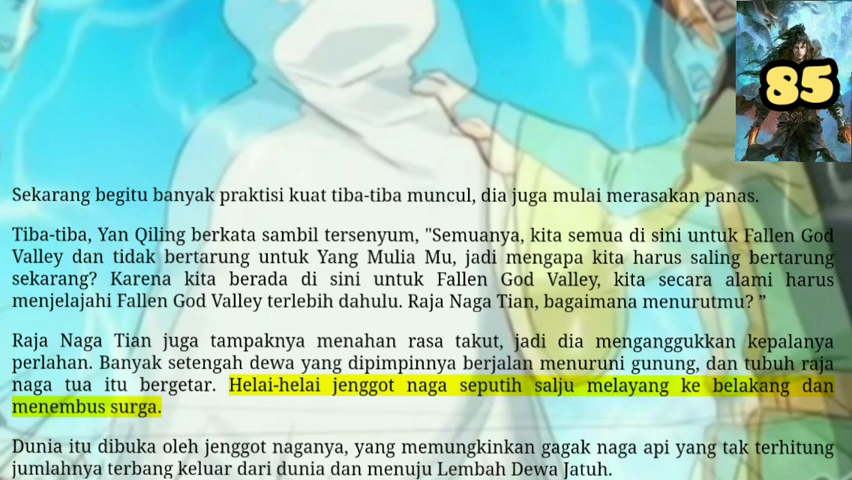 85
Sekarang begitu banyak praktisi kuat tiba-tiba muncul, dia juga mulai merasakan panas.
Tiba-tiba, Yan Qiling berkata sambil tersenyum, "Semuanya, kita semua di sini untuk Fallen God
Valley dan tidak bertarung untuk Yang Mulia Mu, jadi mengapa kita harus saling bertarung
sekarang? Karena kita berada di sini untuk Fallen God Valley, kita secara alami harus
menjelajahi Fallen God Valley terlebih dahulu. Raja Naga Tian, bagaimana menurutmu? ”
Raja Naga Tian juga tampaknya menahan rasa takut, jadi dia menganggukkan kepalanya
perlahan. Banyak setengah dewa yang dipimpinnya berjalan menuruni gunung, dan tubuh raja
naga tua itu bergetar. Helai-helai jenggot naga seputih salju melayang ke belakang dan
menembus surga.
Dunia itu dibuka oleh jenggot naganya, yang memungkinkan gagak naga api yang tak terhitung
jumlahnya terbang keluar dari dunia dan menuju Lembah Dewa Jatuh.